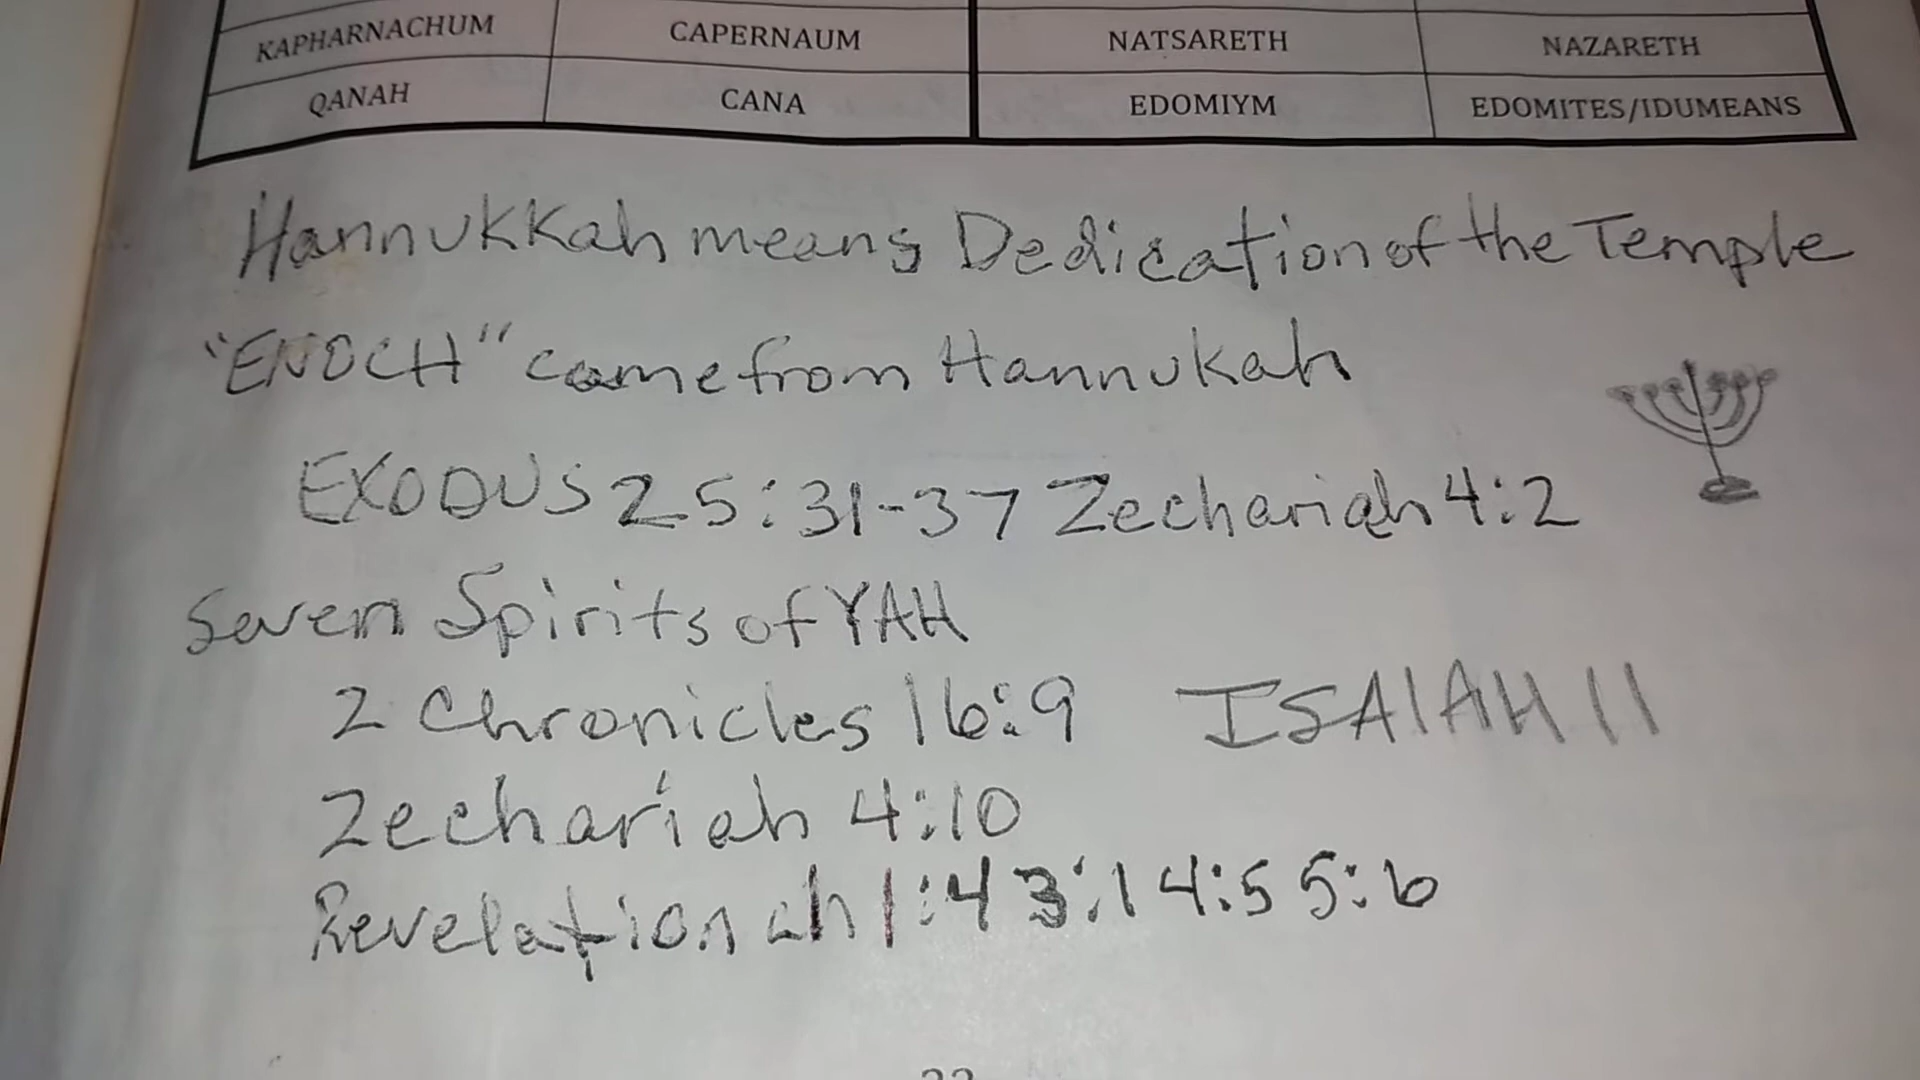 KAPHARNACHUM CAPERNAUM NATSARETH NAZARETH
QANAH CANA EDOMIYM EDOMITES/IDUMEANS
Hannukkah means Dedication of the Temple
"ENOCH" came from Hannukah
EXODUS 25:31-37 Zechariah 4:2
Seven Spirits of YAH
2 Chronicles 16:9 ISAIAH 11
Zechariah 4:10
Revelation ch 1:4 3:1 4:5 5:6